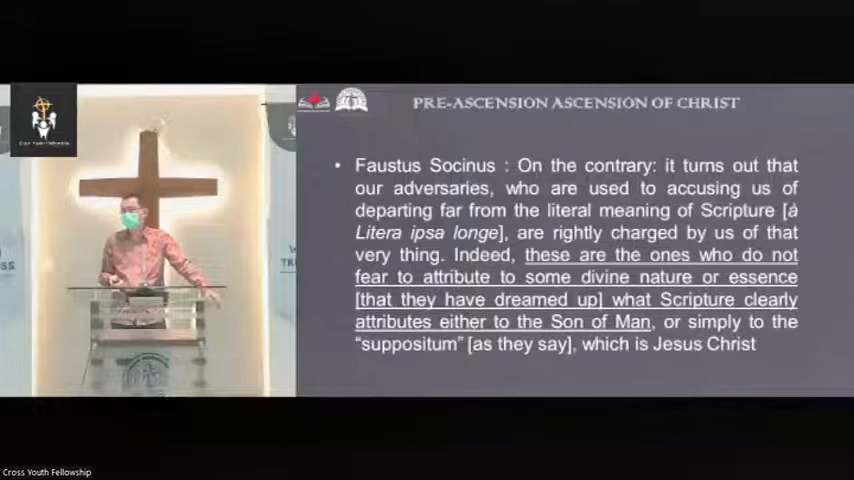 PRE-ASCENSION ASCENSION OF CHRIST
• Faustus Socinus : On the contrary: it turns out that
our adversaries, who are used to accusing us of
departing far from the literal meaning of Scripture [à
Litera ipsa longe], are rightly charged by us of that
very thing. Indeed, these are the ones who do not
fear to attribute to some divine nature or essence
[that they have dreamed up] what Scripture clearly
attributes either to the Son of Man, or simply to the
“suppositum” [as they say], which is Jesus Christ
Cross Youth Fellowship
Cross Youth Fellowship